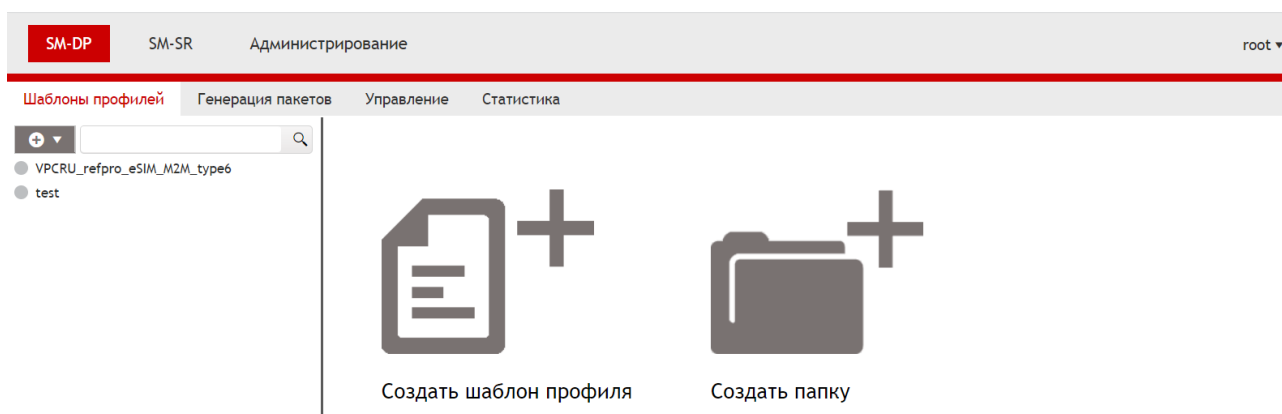 SM-DP SM-SR Администрирование root
Шаблоны профилей Генерация пакетов Управление Статистика
VPCRU_refpro_eSIM_M2M_type6
test
Создать шаблон профиля Создать папку